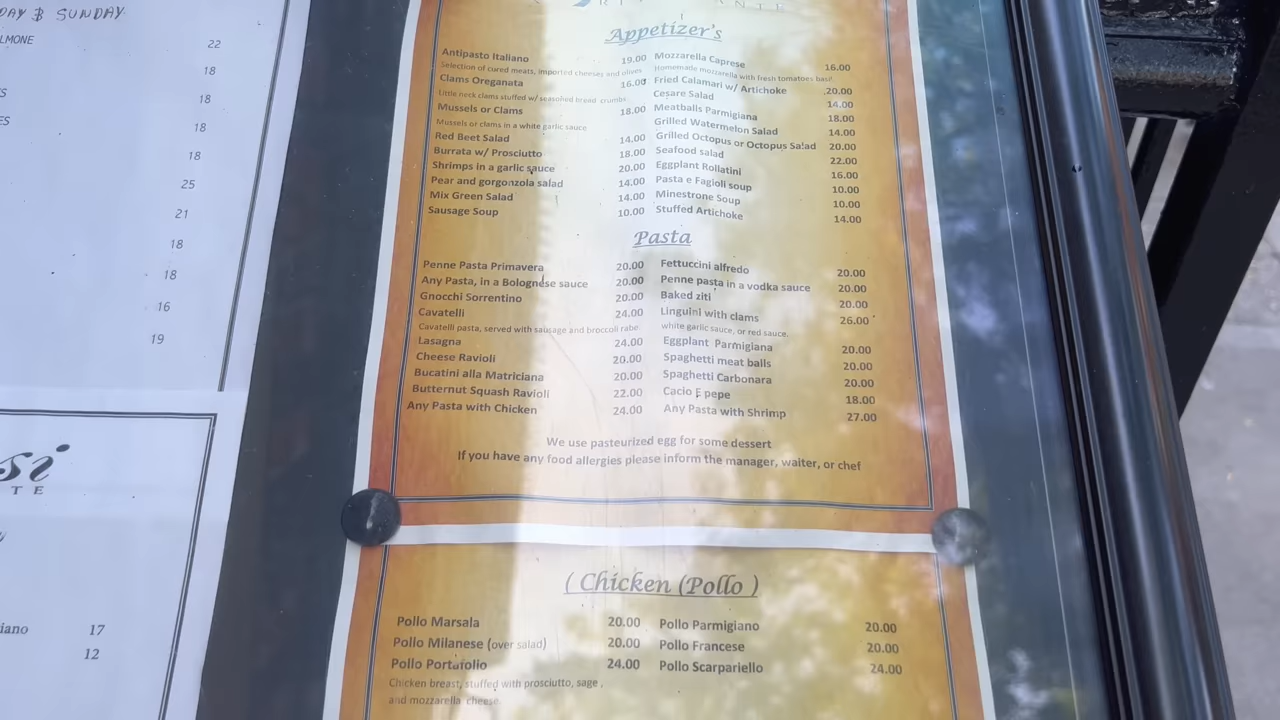 DAY $ SUNDAY
LMONE
22
18
18
18
18
25
21
18
18
16
19
si
TE
iano 17
12
Appetizer's
Antipasto Italiano 19.00
Selection of cured meats, imported cheeses and olives
Clams Oreganata 16.00
Little neck clams stuffed w/ seasoned bread crumbs
Mussels or Clams 18.00
Mussels or clams in a white garlic sauce
Red Beet Salad 14.00
Burrata w/ Prosciutto 18.00
Shrimps in a garlic sauce 20.00
Pear and gorgonzola salad 14.00
Mix Green Salad 14.00
Sausage Soup 10.00
Mozzarella Caprese 16.00
Homemade mozzarella with fresh tomatoes basil
Fried Calamari w/ Artichoke 20.00
Cesare Salad 14.00
Meatballs Parmigiana 18.00
Grilled Watermelon Salad 14.00
Grilled Octopus or Octopus Salad 20.00
Seafood salad 22.00
Eggplant Rollatini 16.00
Pasta e Fagioli soup 10.00
Minestrone Soup 10.00
Stuffed Artichoke 14.00
Pasta
Penne Pasta Primavera 20.00
Any Pasta, in a Bolognese sauce 20.00
Gnocchi Sorrentino 20.00
Cavatelli 24.00
Cavatelli pasta, served with sausage and broccoli rabe.
Lasagna 24.00
Cheese Ravioli 20.00
Bucatini alla Matriciana 20.00
Butternut Squash Ravioli 22.00
Any Pasta with Chicken 24.00
Fettuccini alfredo 20.00
Penne pasta in a vodka sauce 20.00
Baked ziti 20.00
Linguini with clams 26.00
white garlic sauce, or red sauce.
Eggplant Parmigiana 20.00
Spaghetti meat balls 20.00
Spaghetti Carbonara 20.00
Cacio E pepe 18.00
Any Pasta with Shrimp 27.00
We use pasteurized egg for some dessert
If you have any food allergies please inform the manager, waiter, or chef
( Chicken (Pollo )
Pollo Marsala 20.00
Pollo Milanese (over salad) 20.00
Pollo Portafolio 24.00
Chicken breast, stuffed with prosciutto, sage ,
and mozzarella cheese.
Pollo Parmigiano 20.00
Pollo Francese 20.00
Pollo Scarpariello 24.00